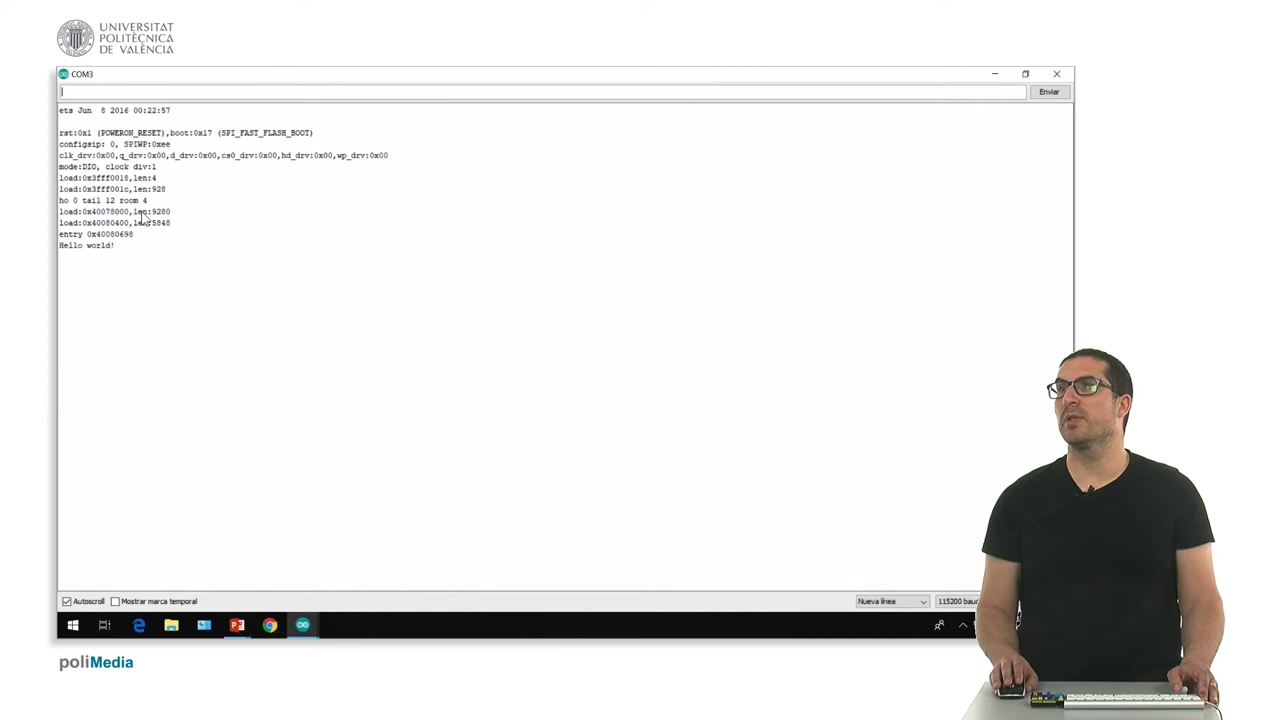 UNIVERSITAT
POLITÈCNICA
DE VALÈNCIA
COM3
Enviar
ets Jun 8 2016 00:22:57
rst:0x1 (POWERON_RESET),boot:0x17 (SPI_FAST_FLASH_BOOT)
configsip: 0, SPIWP:0xee
clk_drv:0x00,q_drv:0x00,d_drv:0x00,cs0_drv:0x00,hd_drv:0x00,wp_drv:0x00
mode:DIO, clock div:1
load:0x3fff0018,len:4
load:0x3fff001c,len:928
ho 0 tail 12 room 4
load:0x40078000,len:9280
load:0x40080400,len:5848
entry 0x40080698
Hello world!
Autoscroll
Mostrar marca temporal
Nueva línea
115200 bau
poliMedia